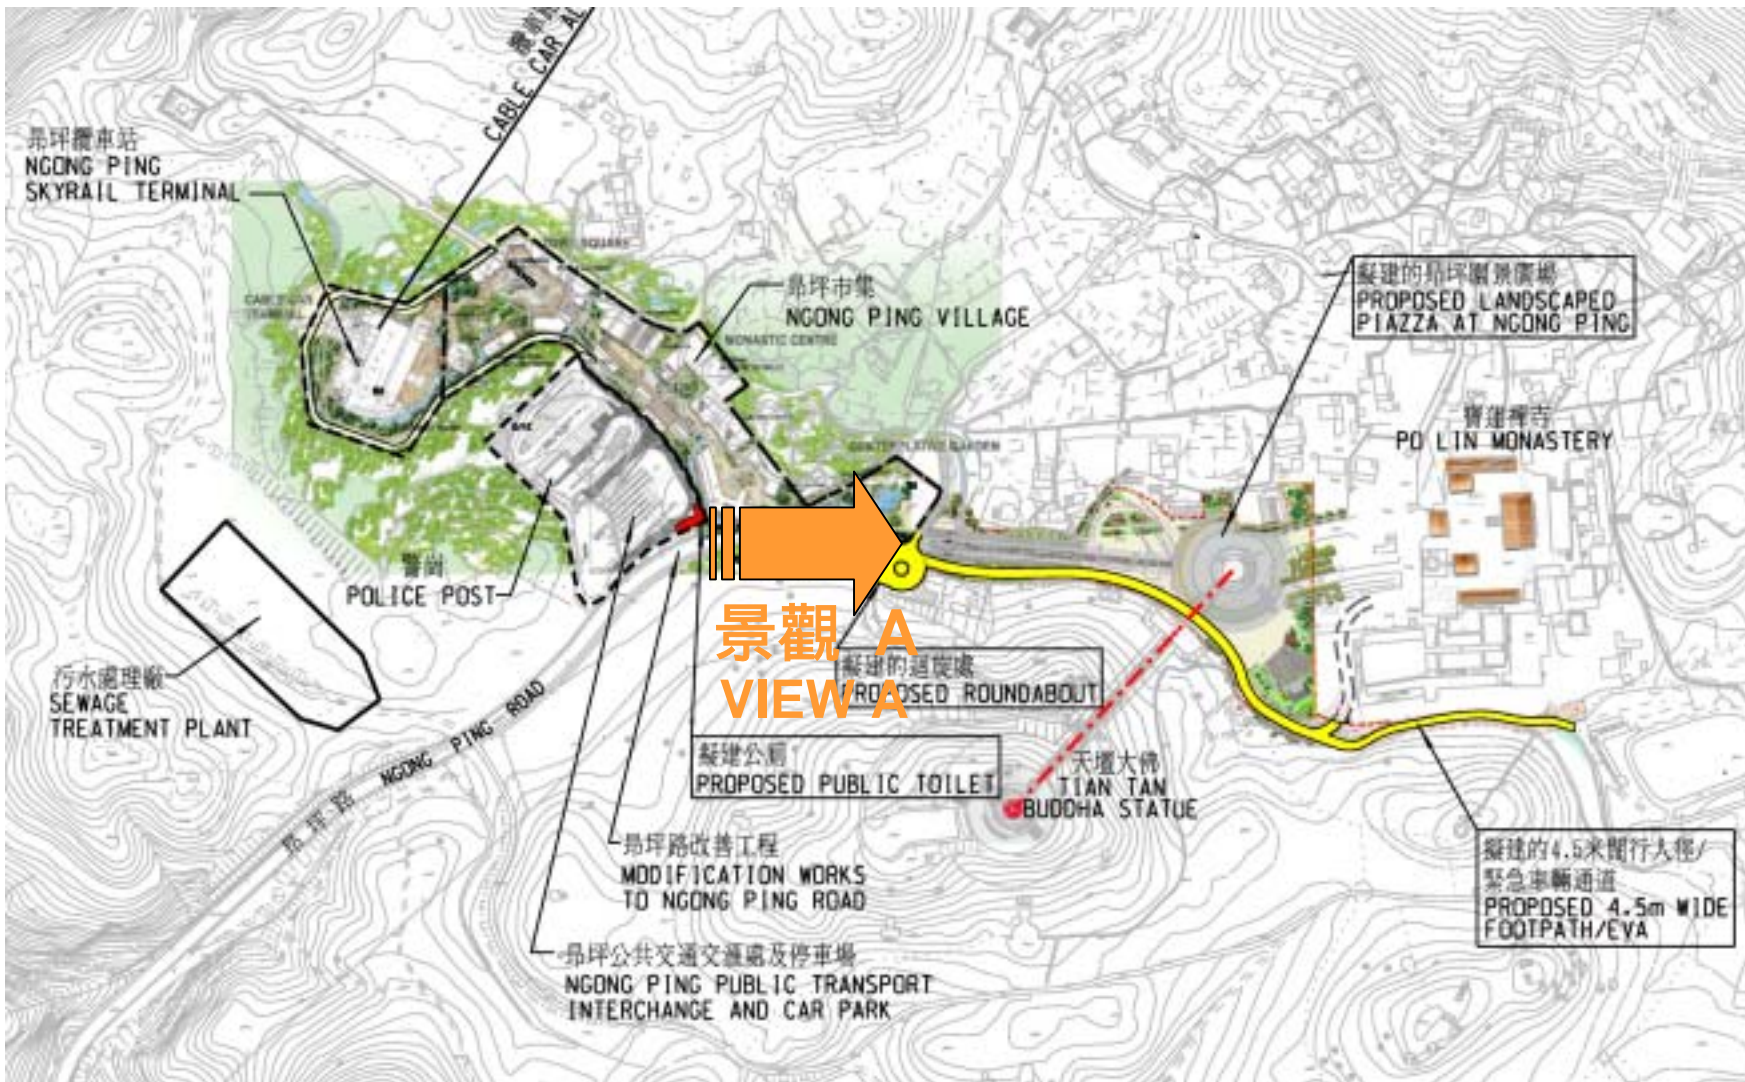 CABLE CAR
昂坪纜車站
NGONG PING
SKYRAIL TERMINAL
昂坪市集
NGONG PING VILLAGE
MONASTIC CENTRE
擬建的昂坪園景廣場
PROPOSED LANDSCAPED
PIAZZA AT NGONG PING
寶蓮禪寺
PO LIN MONASTERY
警崗
POLICE POST
景觀 A
VIEW A
擬建的迴旋處
PROPOSED ROUNDABOUT
污水處理廠
SEWAGE
TREATMENT PLANT
昂坪路 NGONG PING ROAD
擬建公廁
PROPOSED PUBLIC TOILET
天壇大佛
TIAN TAN
BUDDHA STATUE
昂坪路改善工程
MODIFICATION WORKS
TO NGONG PING ROAD
擬建的4.5米闊行人徑/
緊急車輛通道
PROPOSED 4.5m WIDE
FOOTPATH/EVA
昂坪公共交通交匯處及停車場
NGONG PING PUBLIC TRANSPORT
INTERCHANGE AND CAR PARK